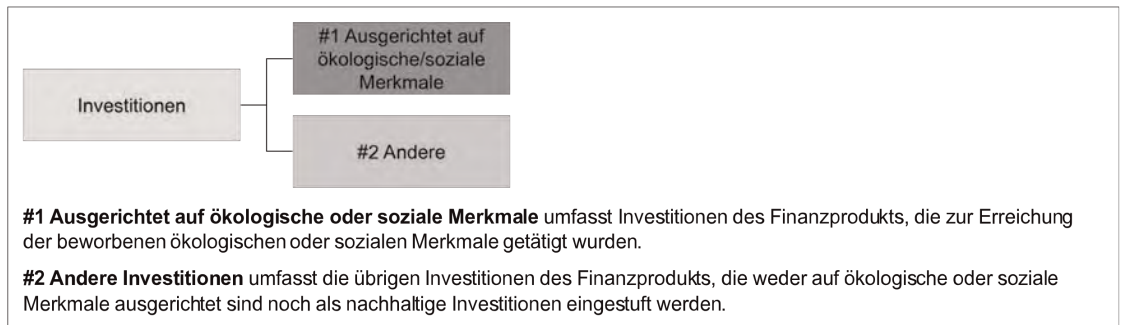 #1 Ausgerichtet auf
ökologische/soziale
Merkmale
Investitionen
#2 Andere
#1 Ausgerichtet auf ökologische oder soziale Merkmale umfasst Investitionen des Finanzprodukts, die zur Erreichung
der beworbenen ökologischen oder sozialen Merkmale getätigt wurden.
#2 Andere Investitionen umfasst die übrigen Investitionen des Finanzprodukts, die weder auf ökologische oder soziale
Merkmale ausgerichtet sind noch als nachhaltige Investitionen eingestuft werden.